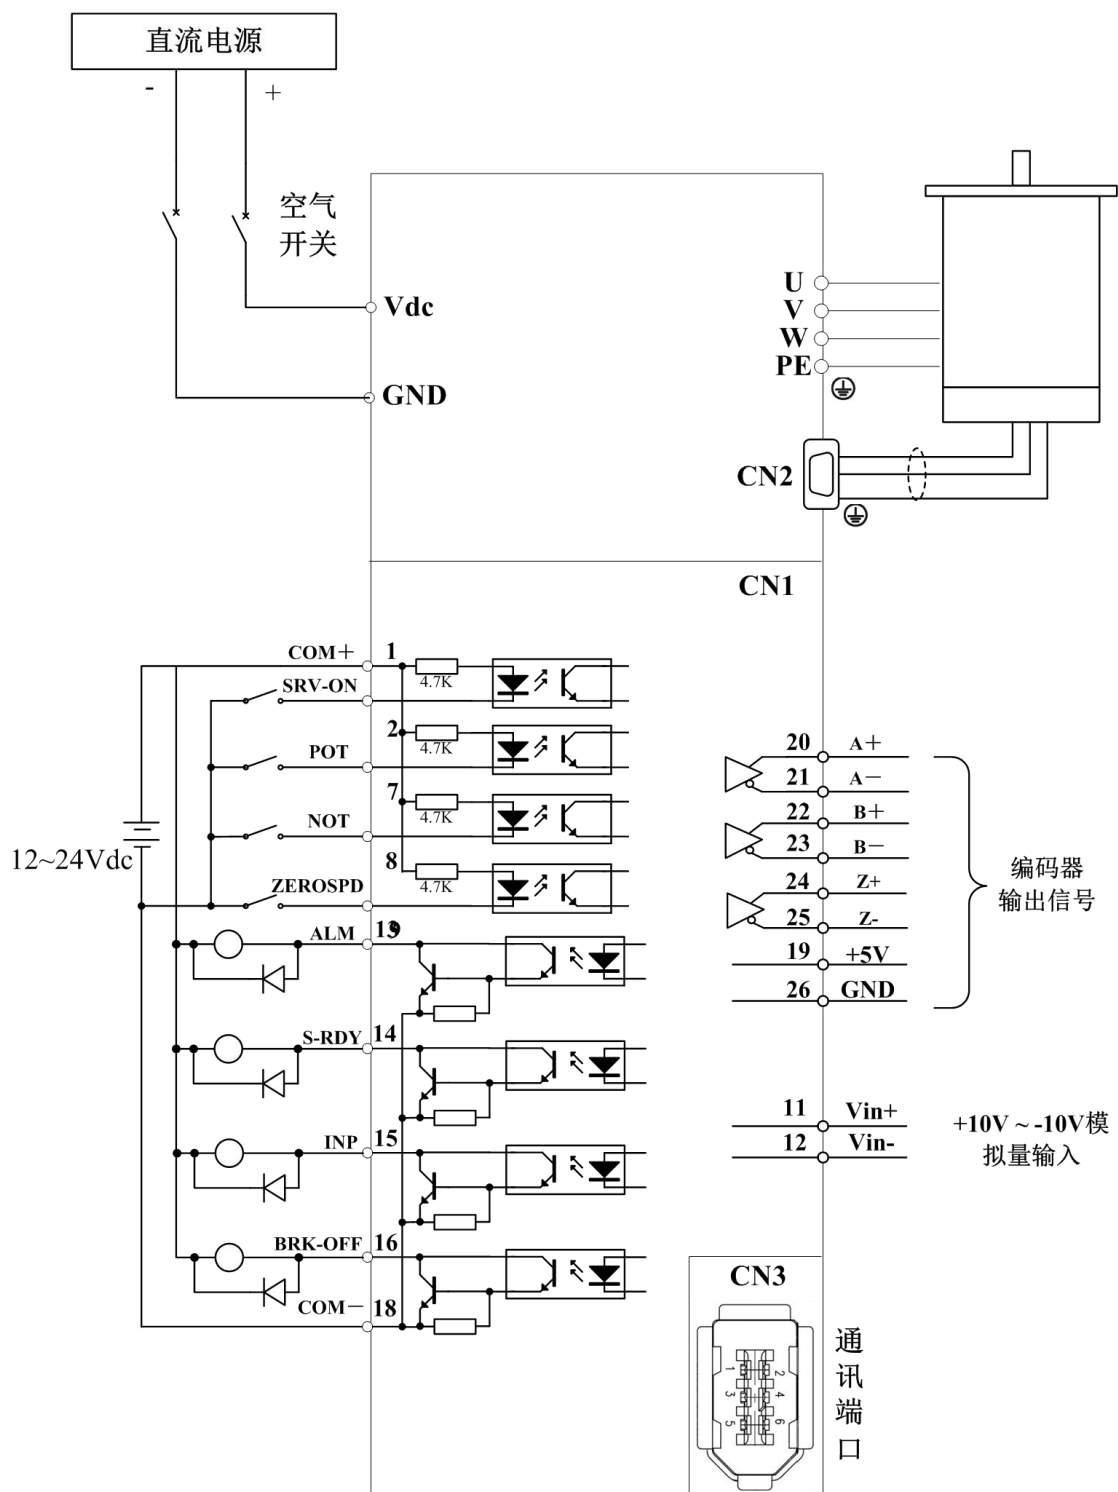 直流电源
-
+
空气
开关
Vdc
GND
U
V
W
PE
CN2
CN1
COM+
1
4.7K
SRV-ON
2
4.7K
POT
7
4.7K
NOT
8
4.7K
ZEROSPD
12~24Vdc
ALM
13
S-RDY
14
INP
15
BRK-OFF
16
COM-
18
20 A+
21 A-
22 B+
23 B-
24 Z+
25 Z-
19 +5V
26 GND
编码器
输出信号
11 Vin+
12 Vin-
+10V ~ -10V模
拟量输入
CN3
1 2
3 4
5 6
通
讯
端
口